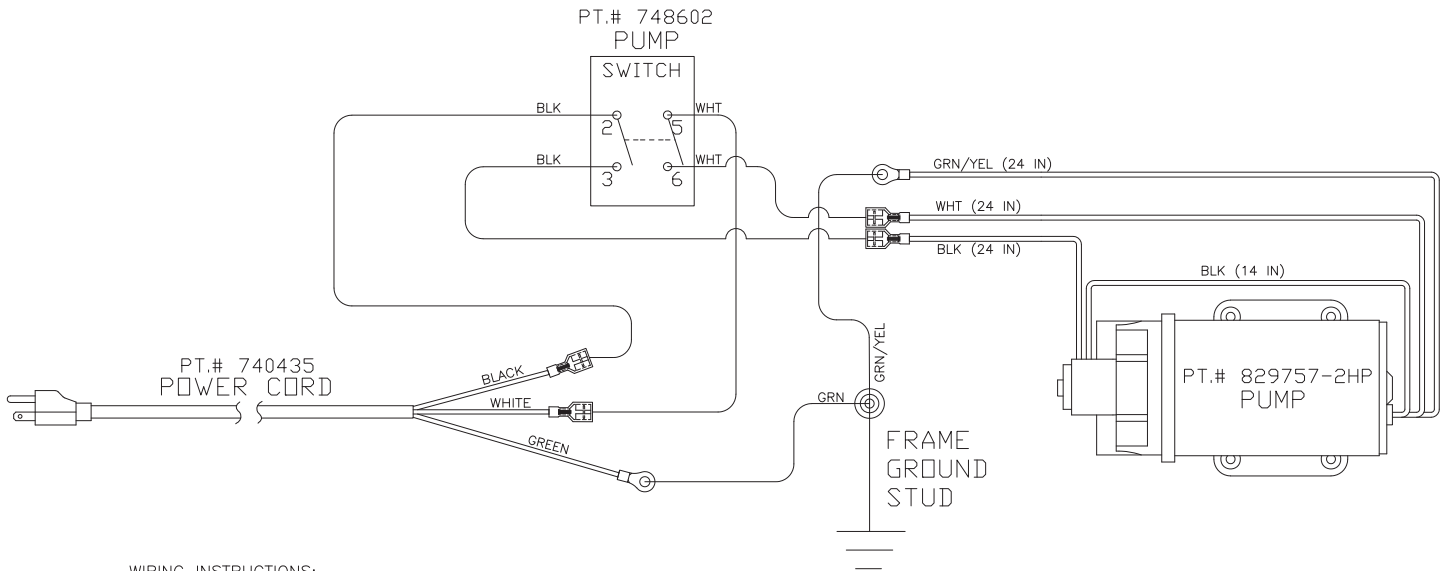 PT.# 748602
PUMP
SWITCH
BLK
WHT
2
5
BLK
WHT
3
6
GRN/YEL (24 IN)
WHT (24 IN)
BLK (24 IN)
BLK (14 IN)
GRN/YEL
PT.# 740435
POWER CORD
BLACK
WHITE
GREEN
GRN
FRAME
GROUND
STUD
PT.# 829757-2HP
PUMP
WIRING INSTRUCTIONS: